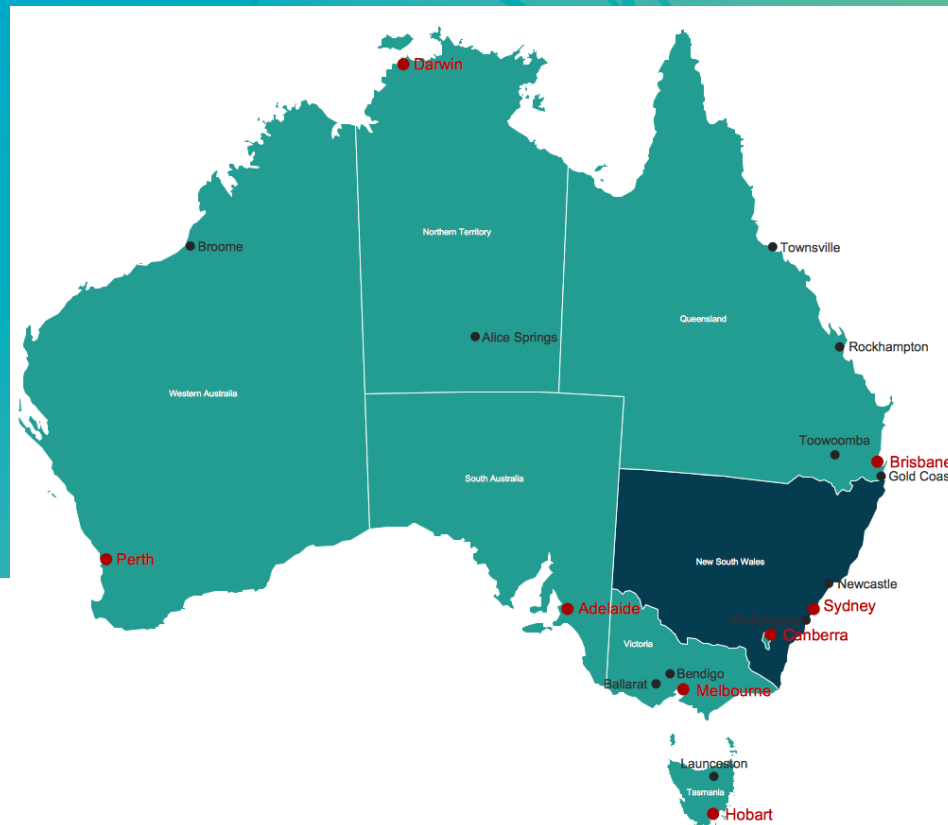 Darwin
Northern Territory
Broome
Townsville
Queensland
Alice Springs
Rockhampton
Western Australia
Toowoomba
Brisbane
South Australia
Gold Coas
Perth
New South Wales
Newcastle
Adelaide
Sydney
Wollongong
Canberra
Victoria
Bendigo
Ballarat
Melbourne
Launceston
Tasmania
Hobart